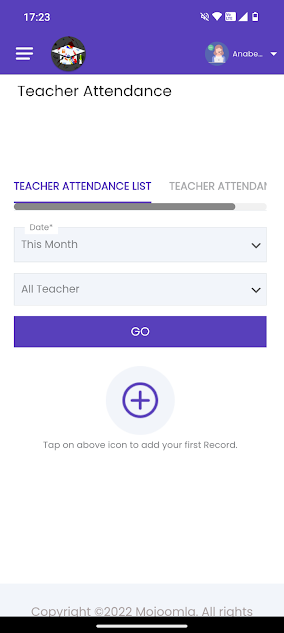 17:23
Anabe...
Teacher Attendance
TEACHER ATTENDANCE LIST TEACHER ATTENDAN
Date*
This Month
All Teacher
GO
Tap on above icon to add your first Record.
Copyright ©2022 Mojoomla. All rights